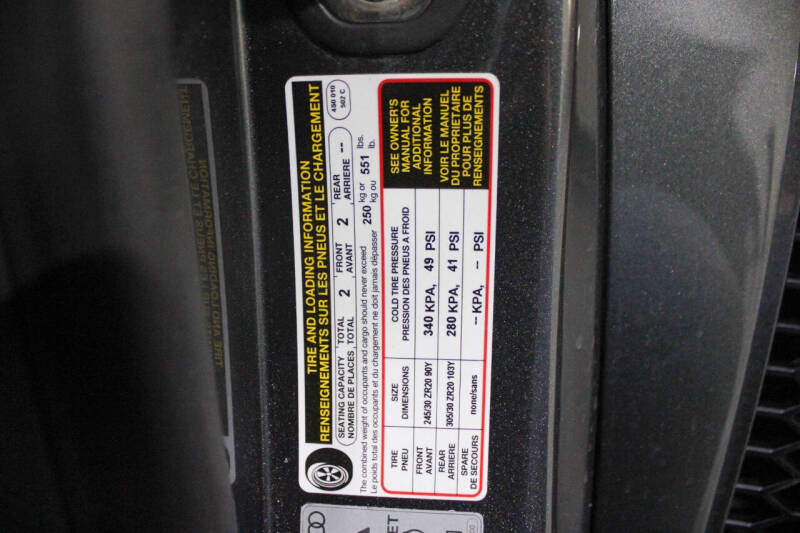 TIRE AND LOADING INFORMATION
RENSEIGNEMENTS SUR LES PNEUS ET LE CHARGEMENT
450 010
502 C
SEATING CAPACITY TOTAL 2 FRONT 2 REAR --
NOMBRE DE PLACES TOTAL AVANT ARRIERE
The combined weight of occupants and cargo should never exceed 250 kg or 551 lbs.
Le poids total des occupants et du chargement ne doit jamais dépasser kg ou lb.
TIRE SIZE COLD TIRE PRESSURE
PNEU DIMENSIONS PRESSION DES PNEUS A FROID
FRONT
AVANT 245/30 ZR20 90Y 340 KPA, 49 PSI
REAR
ARRIERE 305/30 ZR20 103Y 280 KPA, 41 PSI
SPARE
DE SECOURS none/sans -- KPA, -- PSI
SEE OWNER'S
MANUAL FOR
ADDITIONAL
INFORMATION
VOIR LE MANUEL
DU PROPRIETAIRE
POUR PLUS DE
RENSEIGNEMENTS